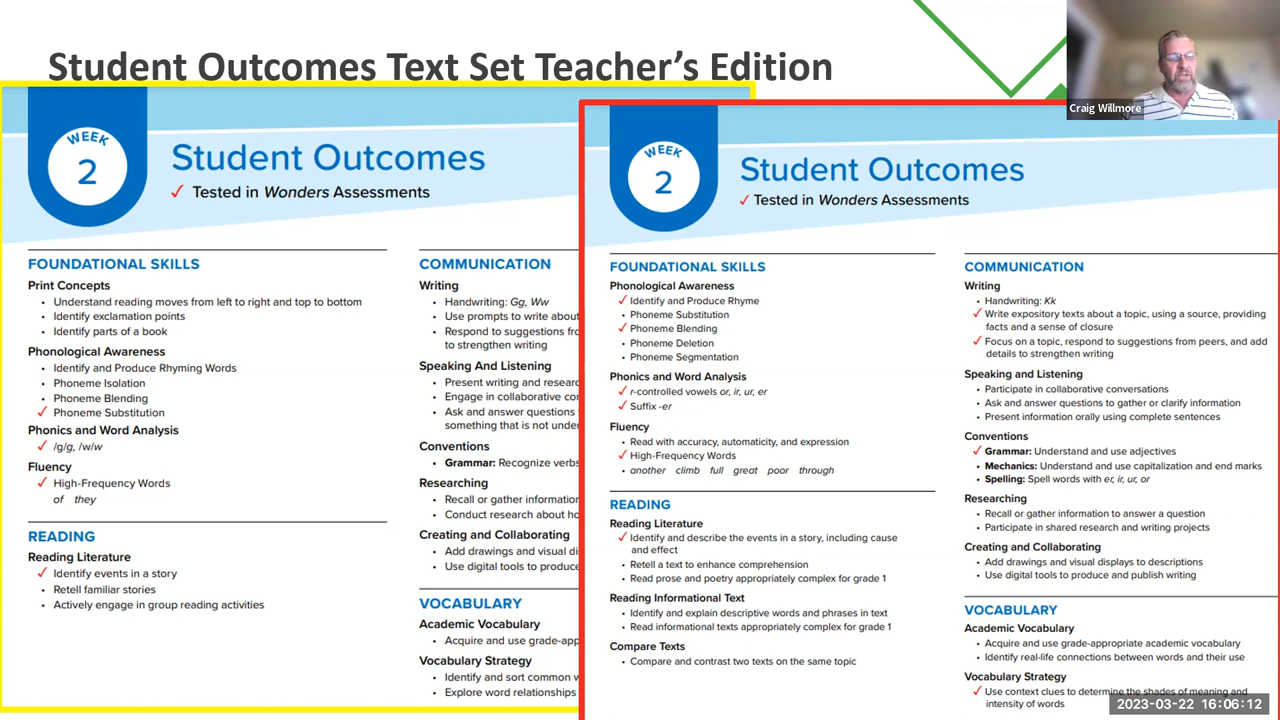 Student Outcomes Text Set Teacher's Edition
Craig Willmore
WEEK
2
Student Outcomes
✓ Tested in Wonders Assessments
FOUNDATIONAL SKILLS
Print Concepts
• Understand reading moves from left to right and top to bottom
• Identify exclamation points
• Identify parts of a book
Phonological Awareness
• Identify and Produce Rhyming Words
• Phoneme Isolation
• Phoneme Blending
✓ Phoneme Substitution
Phonics and Word Analysis
✓ /g/g, /w/w
Fluency
✓ High-Frequency Words
of they
READING
Reading Literature
✓ Identify events in a story
• Retell familiar stories
• Actively engage in group reading activities
COMMUNICATION
Writing
• Handwriting: Gg, Ww
• Use prompts to write about
• Respond to suggestions
to strengthen writing
Speaking And Listening
• Present writing and
• Engage in collaborative
• Ask and answer questions
something that is not
Conventions
• Grammar: Recognize verbs
Researching
• Recall or gather information
• Conduct research about
Creating and Collaborating
• Add drawings and visual
• Use digital tools to produce
VOCABULARY
Academic Vocabulary
• Acquire and use
Vocabulary Strategy
• Identify and sort common
• Explore word relationships
WEEK
2
Student Outcomes
✓ Tested in Wonders Assessments
FOUNDATIONAL SKILLS
Phonological Awareness
✓ Identify and Produce Rhyme
• Phoneme Substitution
✓ Phoneme Blending
• Phoneme Deletion
• Phoneme Segmentation
Phonics and Word Analysis
✓ r-controlled vowels or, ir, ur, er
✓ Suffix -er
Fluency
• Read with accuracy, automaticity, and expression
✓ High-Frequency Words
• another climb full great poor through
READING
Reading Literature
✓ Identify and describe the events in a story, including cause
and effect
• Retell a text to enhance comprehension
• Read prose and poetry appropriately complex for grade 1
Reading Informational Text
• Identify and explain descriptive words and phrases in text
• Read informational texts appropriately complex for grade 1
Compare Texts
• Compare and contrast two texts on the same topic
COMMUNICATION
Writing
• Handwriting: Kk
✓ Write expository texts about a topic, using a source, providing
facts and a sense of closure
✓ Focus on a topic, respond to suggestions from peers, and add
details to strengthen writing
Speaking and Listening
• Participate in collaborative conversations
• Ask and answer questions to gather or clarify information
• Present information orally using complete sentences
Conventions
✓ Grammar: Understand and use adjectives
• Mechanics: Understand and use capitalization and end marks
• Spelling: Spell words with er, ir, ur, or
Researching
• Recall or gather information to answer a question
• Participate in shared research and writing projects
Creating and Collaborating
• Add drawings and visual displays to descriptions
• Use digital tools to produce and publish writing
VOCABULARY
Academic Vocabulary
• Acquire and use grade-appropriate academic vocabulary
• Identify real-life connections between words and their use
Vocabulary Strategy
✓ Use context clues to determine the shades of meaning and
intensity of words
2023-03-22 16:06:12